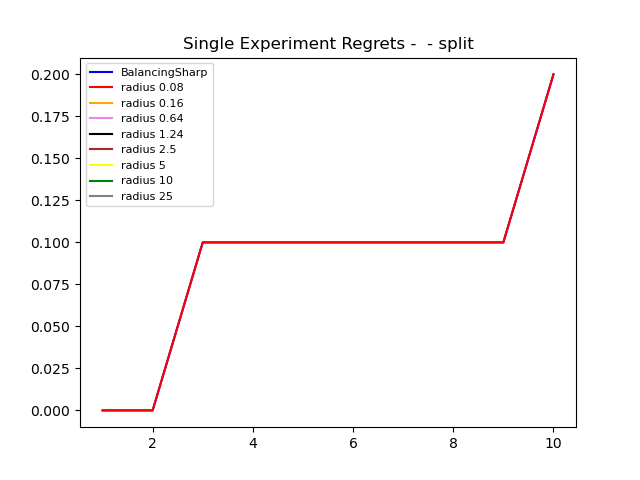 Single Experiment Regrets -  - split
0.200
0.175
0.150
0.125
0.100
0.075
0.050
0.025
0.000
BalancingSharp
radius 0.08
radius 0.16
radius 0.64
radius 1.24
radius 2.5
radius 5
radius 10
radius 25
2 4 6 8 10